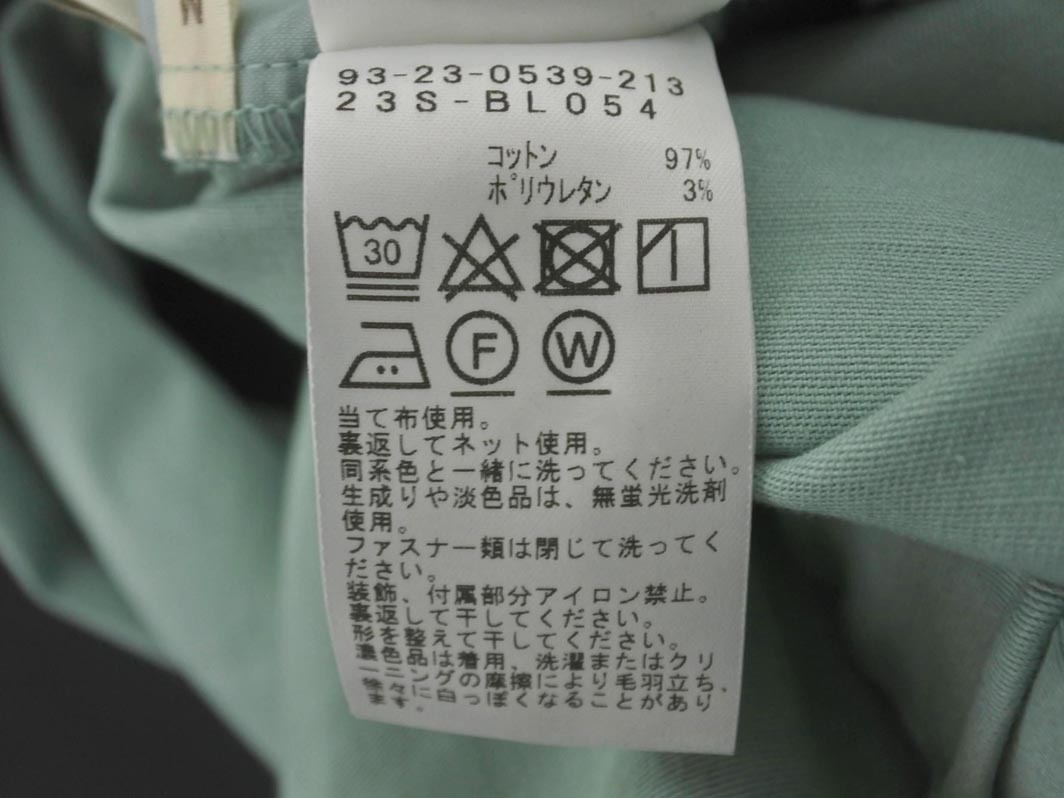 M
93-23-0539-213
23S-BL054
コットン 97%
ポリウレタン 3%
30
F W
当て布使用。
裏返してネット使用。
同系色と一緒に洗ってください。
生成りや淡色品は、無蛍光洗剤
使用。
ファスナー類は閉じて洗ってく
ださい。
装飾、付属部分アイロン禁止。
裏返して干してください。
形を整えて干してください。
濃色品は着用、洗濯またはクリ
ーニングの摩擦により毛羽立ち、
徐々に白っぽくなることがあり
ます。